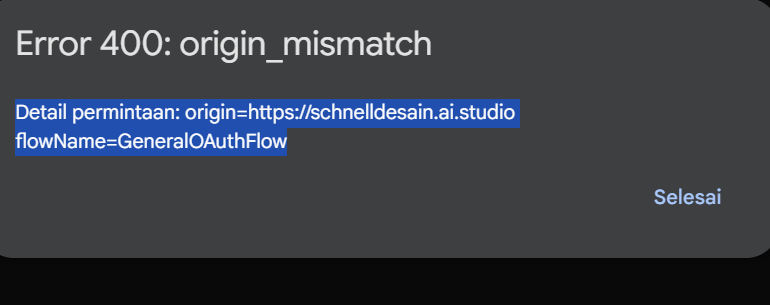 Error 400: origin_mismatch
Detail permintaan: origin=https://schnelldesain.ai.studio
flowName=GeneralOAuthFlow
Selesai